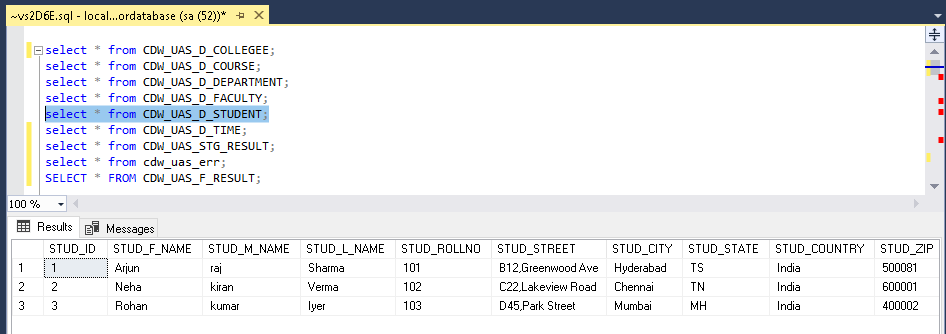 ~vs2D6E.sql - local...ordatabase (sa (52))*
select * from CDW_UAS_D_COLLEGEE;
select * from CDW_UAS_D_COURSE;
select * from CDW_UAS_D_DEPARTMENT;
select * from CDW_UAS_D_FACULTY;
select * from CDW_UAS_D_STUDENT;
select * from CDW_UAS_D_TIME;
select * from CDW_UAS_STG_RESULT;
select * from cdw_uas_err;
SELECT * FROM CDW_UAS_F_RESULT;
100 %
Results Messages
STUD_ID STUD_F_NAME STUD_M_NAME STUD_L_NAME STUD_ROLLNO STUD_STREET STUD_CITY STUD_STATE STUD_COUNTRY STUD_ZIP
1 1 Arjun raj Sharma 101 B12,Greenwood Ave Hyderabad TS India 500081
2 2 Neha kiran Verma 102 C22,Lakeview Road Chennai TN India 600001
3 3 Rohan kumar Iyer 103 D45,Park Street Mumbai MH India 400002